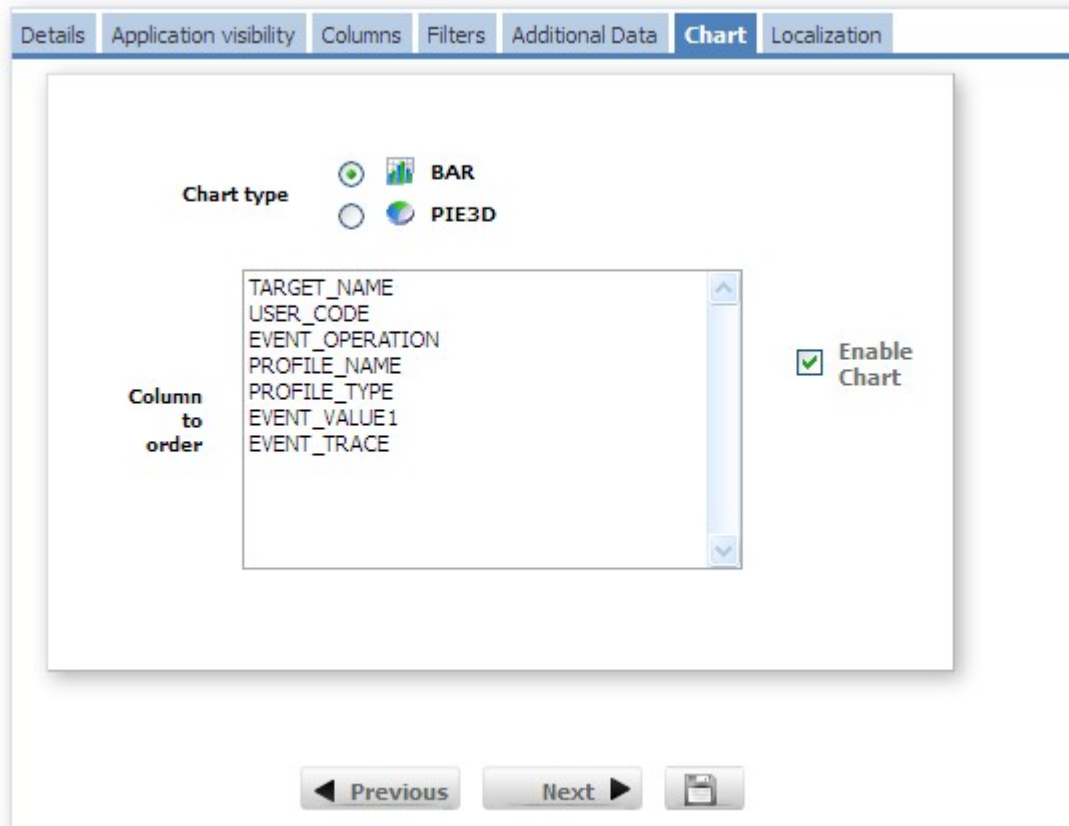 Details Application visibility Columns Filters Additional Data Chart Localization
BAR
Chart type
PIE3D
TARGET_NAME
USER_CODE
EVENT_OPERATION
PROFILE_NAME
PROFILE_TYPE
EVENT_VALUE1
EVENT_TRACE
Column
to
order
Enable
Chart
Previous Next